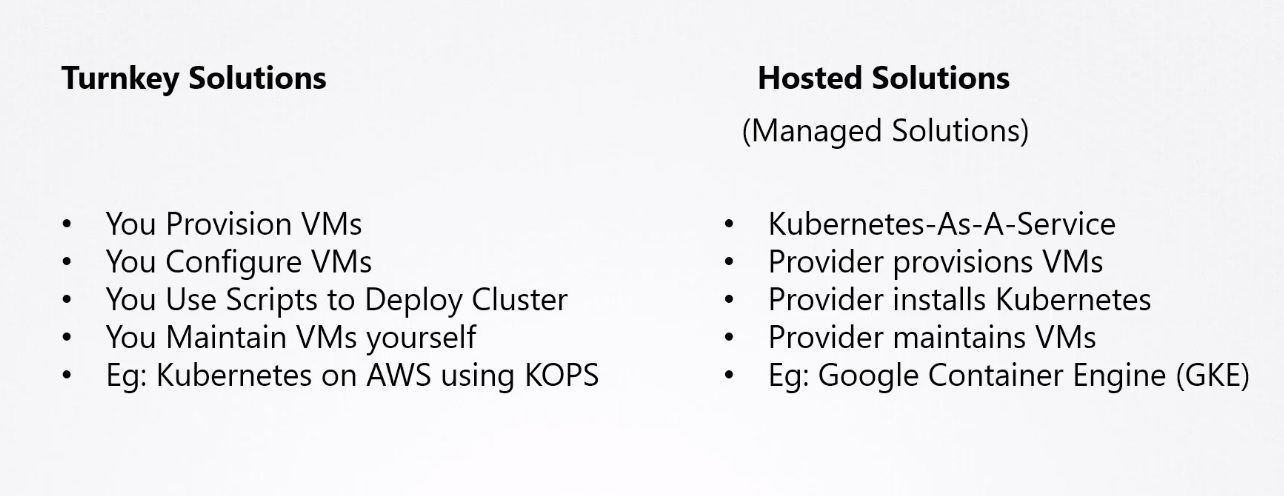 Turnkey Solutions
• You Provision VMs
• You Configure VMs
• You Use Scripts to Deploy Cluster
• You Maintain VMs yourself
• Eg: Kubernetes on AWS using KOPS
Hosted Solutions
(Managed Solutions)
• Kubernetes-As-A-Service
• Provider provisions VMs
• Provider installs Kubernetes
• Provider maintains VMs
• Eg: Google Container Engine (GKE)